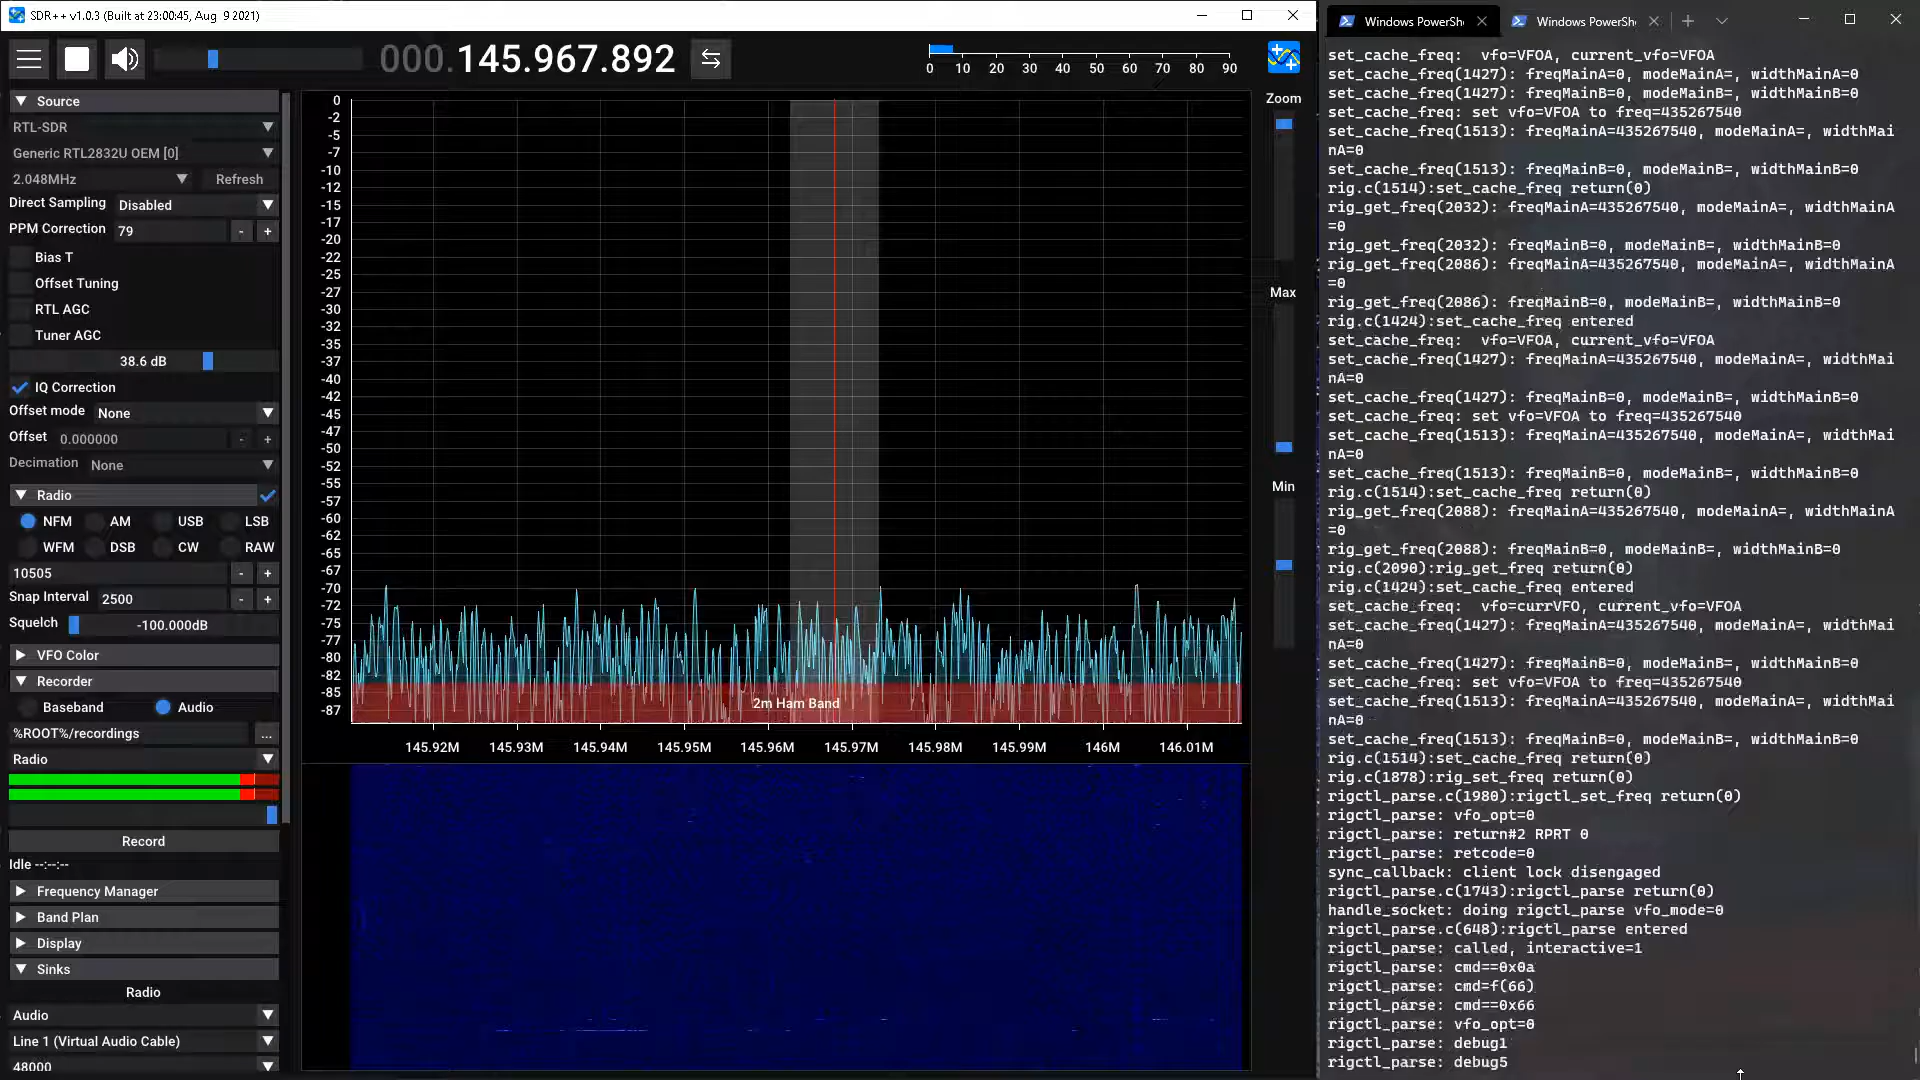 SDR++ v1.0.3 (Built at 23:00:45, Aug  9 2021)
000.145.967.892
0 10 20 30 40 50 60 70 80 90
Source
RTL-SDR
Generic RTL2832U OEM [0]
2.048MHz Refresh
Direct Sampling Disabled
PPM Correction 79 - +
Bias T
Offset Tuning
RTL AGC
Tuner AGC
38.6 dB
IQ Correction
Offset mode None
Offset 0.000000 - +
Decimation None
Radio
NFM AM USB LSB
WFM DSB CW RAW
10505 - +
Snap Interval 2500 - +
Squelch -100.000dB
VFO Color
Recorder
Baseband Audio
%ROOT%/recordings ...
Radio
Record
Idle --:--:--
Frequency Manager
Band Plan
Display
Sinks
Radio
Audio
Line 1 (Virtual Audio Cable)
48000
0
-2
-5
-7
-10
-12
-15
-17
-20
-22
-25
-27
-30
-32
-35
-37
-40
-42
-45
-47
-50
-52
-55
-57
-60
-62
-65
-67
-70
-72
-75
-77
-80
-82
-85
-87
2m Ham Band
145.92M 145.93M 145.94M 145.95M 145.96M 145.97M 145.98M 145.99M 146M 146.01M
Zoom
Max
Min
Windows PowerShe Windows PowerShe
set_cache_freq:  vfo=VFOA, current_vfo=VFOA
set_cache_freq(1427): freqMainA=0, modeMainA=, widthMainA=0
set_cache_freq(1427): freqMainB=0, modeMainB=, widthMainB=0
set_cache_freq: set vfo=VFOA to freq=435267540
set_cache_freq(1513): freqMainA=435267540, modeMainA=, widthMai
nA=0
set_cache_freq(1513): freqMainB=0, modeMainB=, widthMainB=0
rig.c(1514):set_cache_freq return(0)
rig_get_freq(2032): freqMainA=435267540, modeMainA=, widthMainA
=0
rig_get_freq(2032): freqMainB=0, modeMainB=, widthMainB=0
rig_get_freq(2086): freqMainA=435267540, modeMainA=, widthMainA
=0
rig_get_freq(2086): freqMainB=0, modeMainB=, widthMainB=0
rig.c(1424):set_cache_freq entered
set_cache_freq:  vfo=VFOA, current_vfo=VFOA
set_cache_freq(1427): freqMainA=435267540, modeMainA=, widthMai
nA=0
set_cache_freq(1427): freqMainB=0, modeMainB=, widthMainB=0
set_cache_freq: set vfo=VFOA to freq=435267540
set_cache_freq(1513): freqMainA=435267540, modeMainA=, widthMai
nA=0
set_cache_freq(1513): freqMainB=0, modeMainB=, widthMainB=0
rig.c(1514):set_cache_freq return(0)
rig_get_freq(2088): freqMainA=435267540, modeMainA=, widthMainA
=0
rig_get_freq(2088): freqMainB=0, modeMainB=, widthMainB=0
rig.c(2090):rig_get_freq return(0)
rig.c(1424):set_cache_freq entered
set_cache_freq:  vfo=currVFO, current_vfo=VFOA
set_cache_freq(1427): freqMainA=435267540, modeMainA=, widthMai
nA=0
set_cache_freq(1427): freqMainB=0, modeMainB=, widthMainB=0
set_cache_freq: set vfo=VFOA to freq=435267540
set_cache_freq(1513): freqMainA=435267540, modeMainA=, widthMai
nA=0
set_cache_freq(1513): freqMainB=0, modeMainB=, widthMainB=0
rig.c(1514):set_cache_freq return(0)
rig.c(1878):rig_set_freq return(0)
rigctl_parse.c(1980):rigctl_set_freq return(0)
rigctl_parse: vfo_opt=0
rigctl_parse: return#2 RPRT 0
rigctl_parse: retcode=0
sync_callback: client lock disengaged
rigctl_parse.c(1743):rigctl_parse return(0)
handle_socket: doing rigctl_parse vfo_mode=0
rigctl_parse.c(648):rigctl_parse entered
rigctl_parse: called, interactive=1
rigctl_parse: cmd==0x0a
rigctl_parse: cmd=f(66)
rigctl_parse: cmd==0x66
rigctl_parse: vfo_opt=0
rigctl_parse: debug1
rigctl_parse: debug5